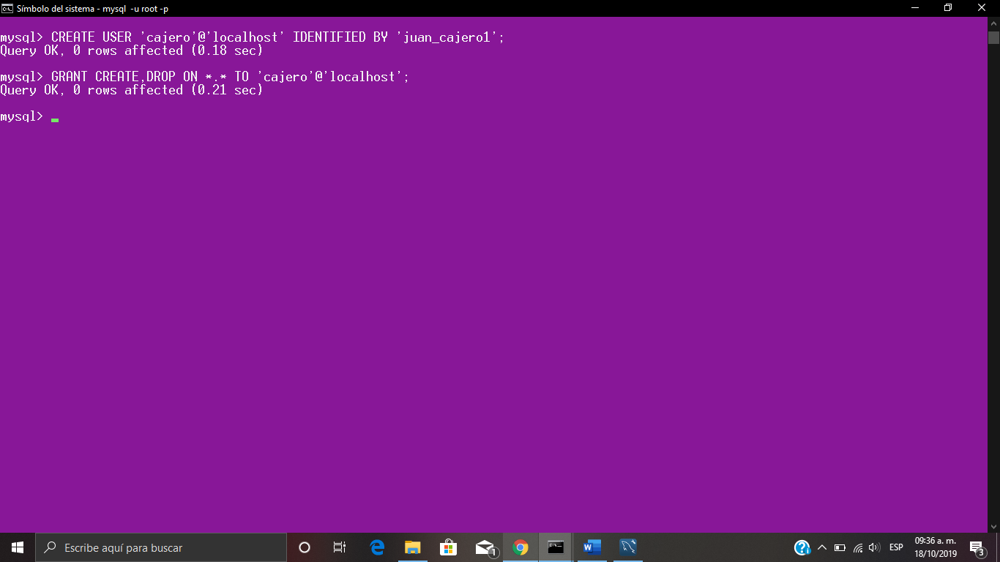 Símbolo del sistema - mysql -u root -p
mysql> CREATE USER 'cajero'@'localhost' IDENTIFIED BY 'juan_cajero1';
Query OK, 0 rows affected (0.18 sec)
mysql> GRANT CREATE,DROP ON *.* TO 'cajero'@'localhost';
Query OK, 0 rows affected (0.21 sec)
mysql>
Escribe aquí para buscar
1
ESP
09:36 a. m.
18/10/2019
3